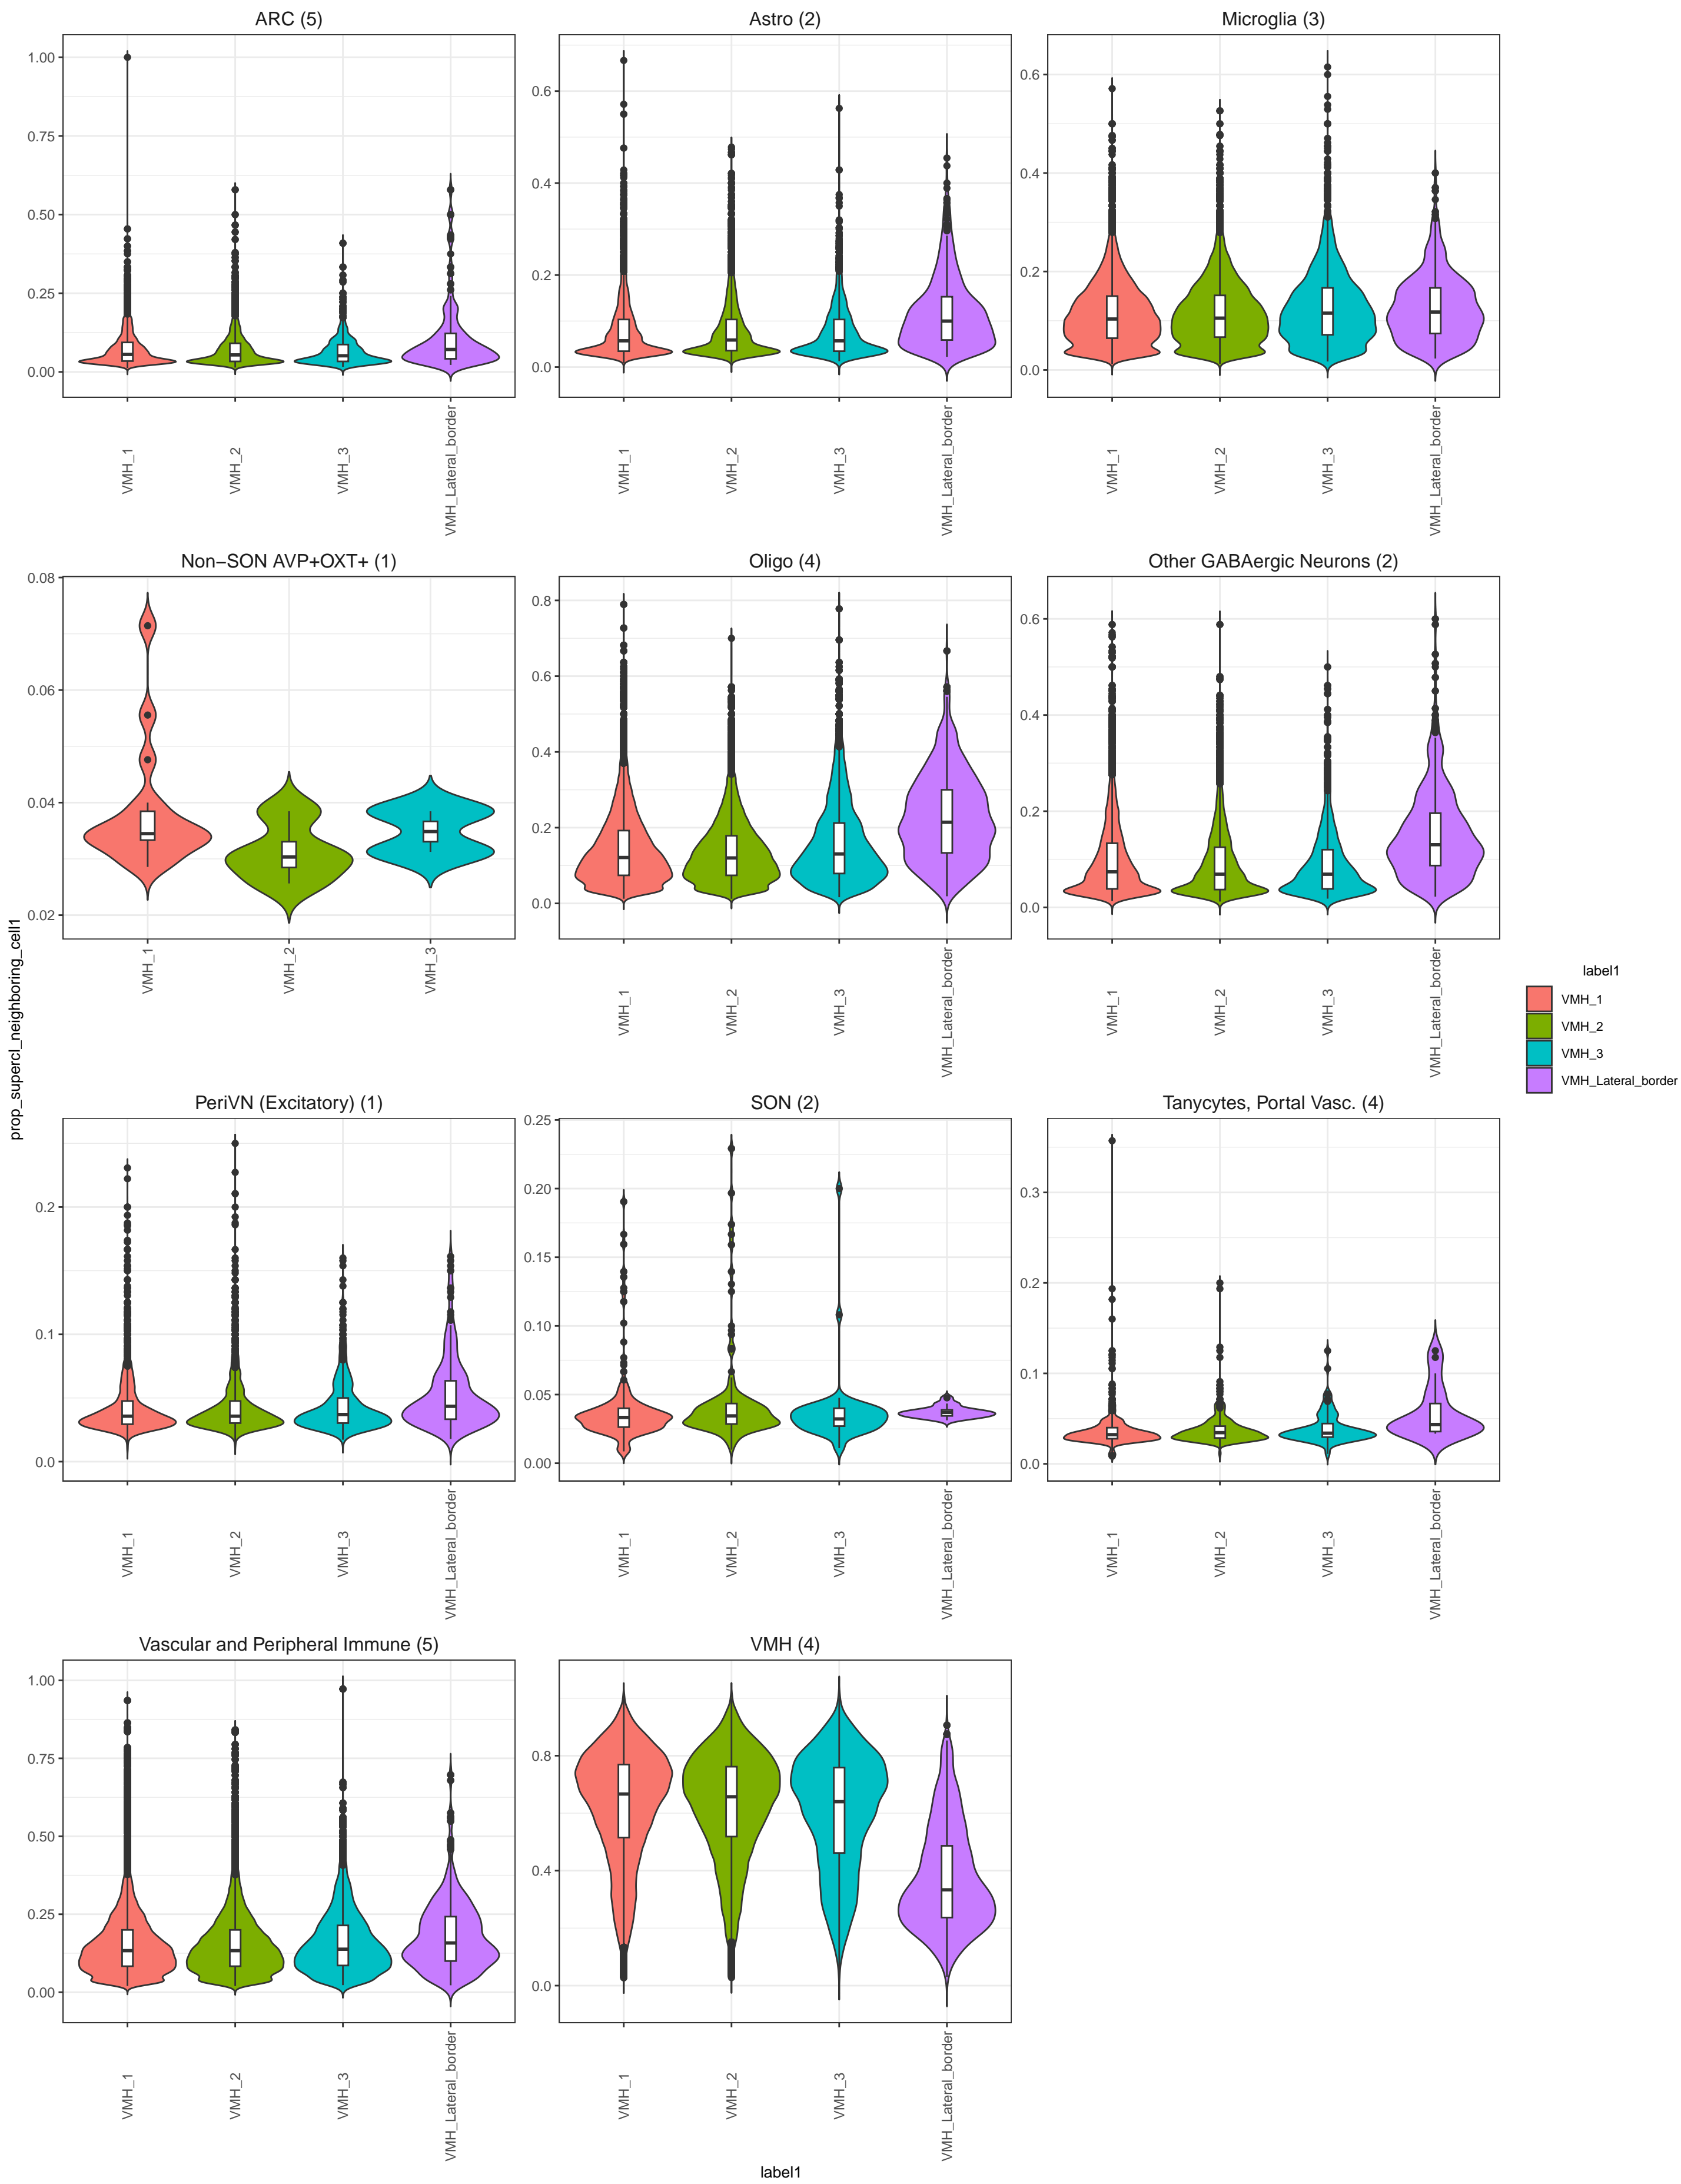 ARC (5)
Astro (2)
Microglia (3)
1.00
0.75
0.50
0.25
0.00
0.6
0.4
0.2
0.0
0.6
0.4
0.2
0.0
VMH_1
VMH_2
VMH_3
VMH_Lateral_border
VMH_1
VMH_2
VMH_3
VMH_Lateral_border
VMH_1
VMH_2
VMH_3
VMH_Lateral_border
Non−SON AVP+OXT+ (1)
Oligo (4)
Other GABAergic Neurons (2)
0.08
0.06
0.04
0.02
0.8
0.6
0.4
0.2
0.0
0.6
0.4
0.2
0.0
VMH_1
VMH_2
VMH_3
VMH_1
VMH_2
VMH_3
VMH_Lateral_border
VMH_1
VMH_2
VMH_3
VMH_Lateral_border
prop_supercl_neighboring_cell1
label1
VMH_1
VMH_2
VMH_3
VMH_Lateral_border
PeriVN (Excitatory) (1)
SON (2)
Tanycytes, Portal Vasc. (4)
0.2
0.1
0.0
0.25
0.20
0.15
0.10
0.05
0.00
0.3
0.2
0.1
0.0
VMH_1
VMH_2
VMH_3
VMH_Lateral_border
VMH_1
VMH_2
VMH_3
VMH_Lateral_border
VMH_1
VMH_2
VMH_3
VMH_Lateral_border
Vascular and Peripheral Immune (5)
VMH (4)
1.00
0.75
0.50
0.25
0.00
0.8
0.4
0.0
VMH_1
VMH_2
VMH_3
VMH_Lateral_border
VMH_1
VMH_2
VMH_3
VMH_Lateral_border
label1